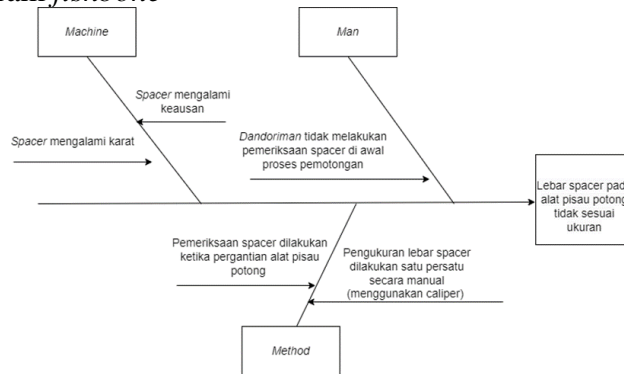 fishbone
Machine
Man
Spacer mengalami
keausan
Spacer mengalami karat
Dandoriman tidak melakukan
pemeriksaan spacer di awal
proses pemotongan
Lebar spacer pad
alat pisau potong
tidak sesuai
ukuran
Pemeriksaan spacer dilakukan
ketika pergantian alat pisau
potong
Pengukuran lebar spacer
dilakukan satu persatu
secara manual
(menggunakan caliper)
Method